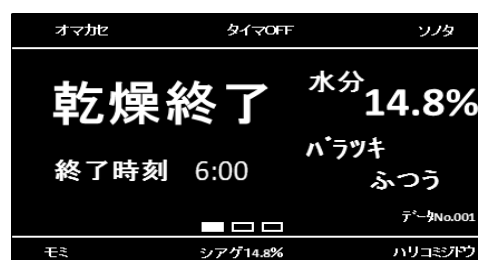 オマカセ タイマOFF ソノタ
乾燥終了
水分 14.8%
終了時刻 6:00
バラツキ
ふつう
データNo.001
モミ シアゲ14.8% ハリコミジドウ